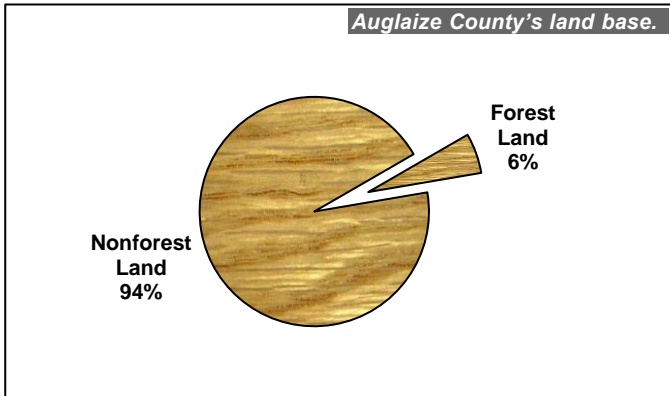 Auglaize County's land base.
Forest
Land
6%
Nonforest
Land
94%